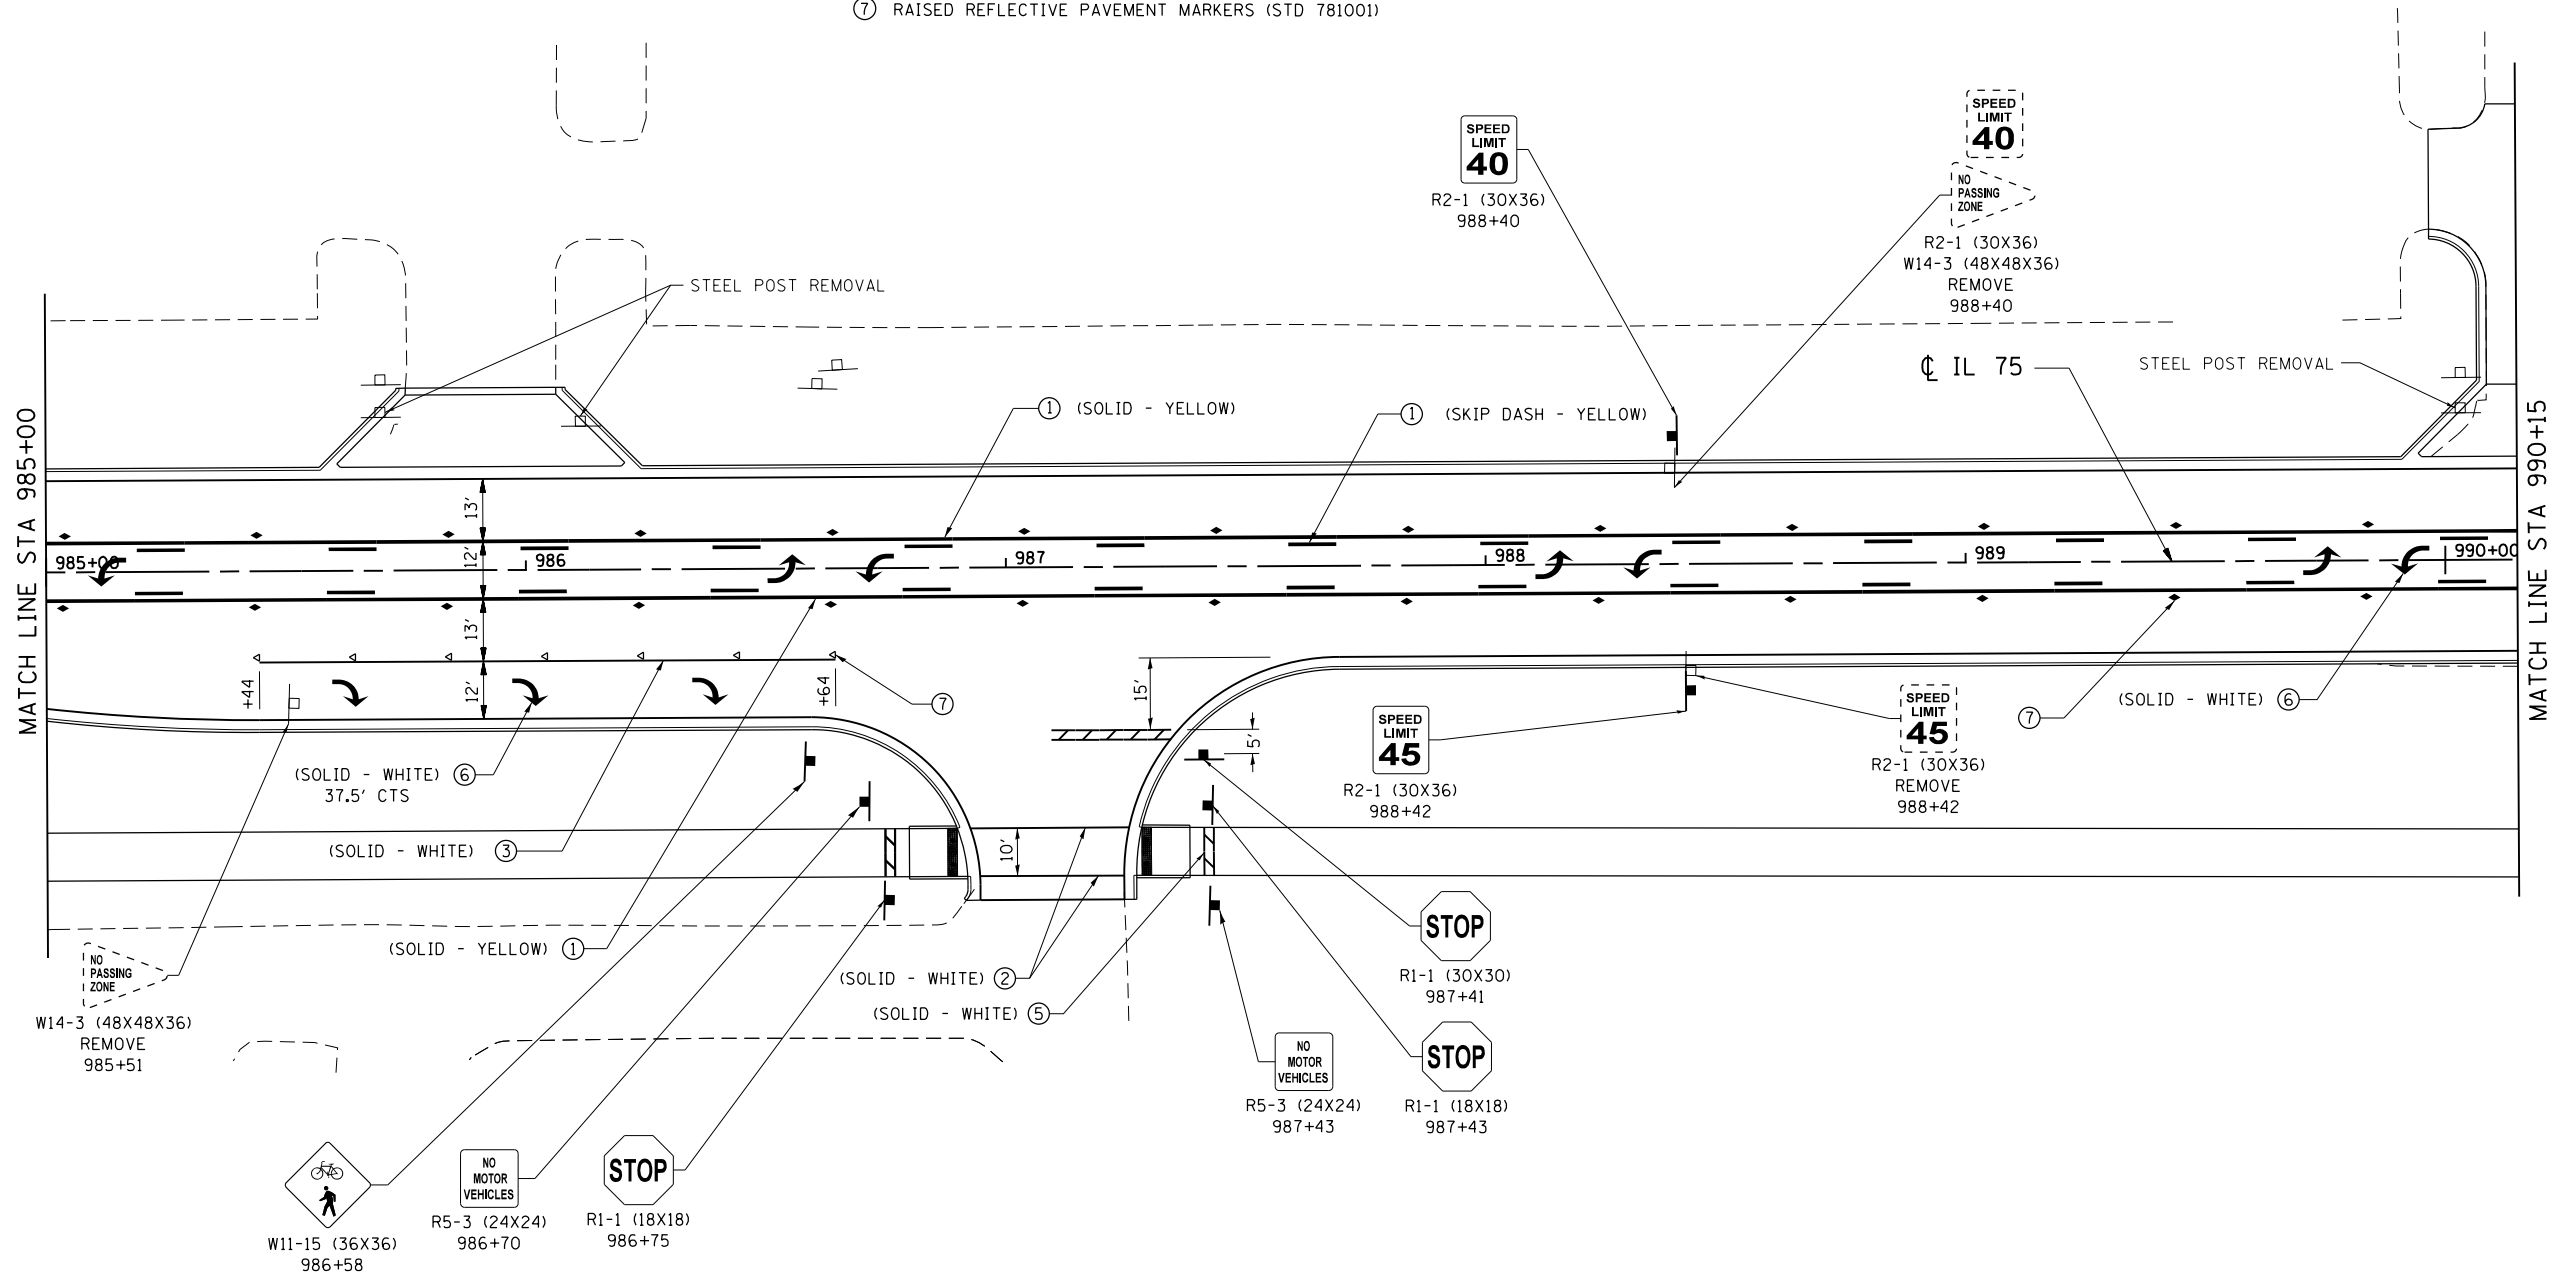 ⑦ RAISED REFLECTIVE PAVEMENT MARKERS (STD 781001)
SPEED
LIMIT
40
R2-1 (30X36)
988+40
SPEED
LIMIT
40
NO
PASSING
ZONE
R2-1 (30X36)
W14-3 (48X48X36)
REMOVE
988+40
STEEL POST REMOVAL
℄ IL 75
STEEL POST REMOVAL
① (SOLID - YELLOW)
① (SKIP DASH - YELLOW)
MATCH LINE STA 985+00
MATCH LINE STA 990+15
13'
12'
13'
12'
985+00
986
987
988
989
990+00
+44
+64
⑦
15'
5'
10'
(SOLID - WHITE) ⑥
37.5' CTS
(SOLID - WHITE) ③
(SOLID - YELLOW) ①
(SOLID - WHITE) ②
(SOLID - WHITE) ⑤
SPEED
LIMIT
45
R2-1 (30X36)
988+42
SPEED
LIMIT
45
R2-1 (30X36)
REMOVE
988+42
⑦
(SOLID - WHITE) ⑥
NO
PASSING
ZONE
W14-3 (48X48X36)
REMOVE
985+51
STOP
R1-1 (30X30)
987+41
STOP
R1-1 (18X18)
987+43
NO
MOTOR
VEHICLES
R5-3 (24X24)
987+43
W11-15 (36X36)
986+58
NO
MOTOR
VEHICLES
R5-3 (24X24)
986+70
STOP
R1-1 (18X18)
986+75